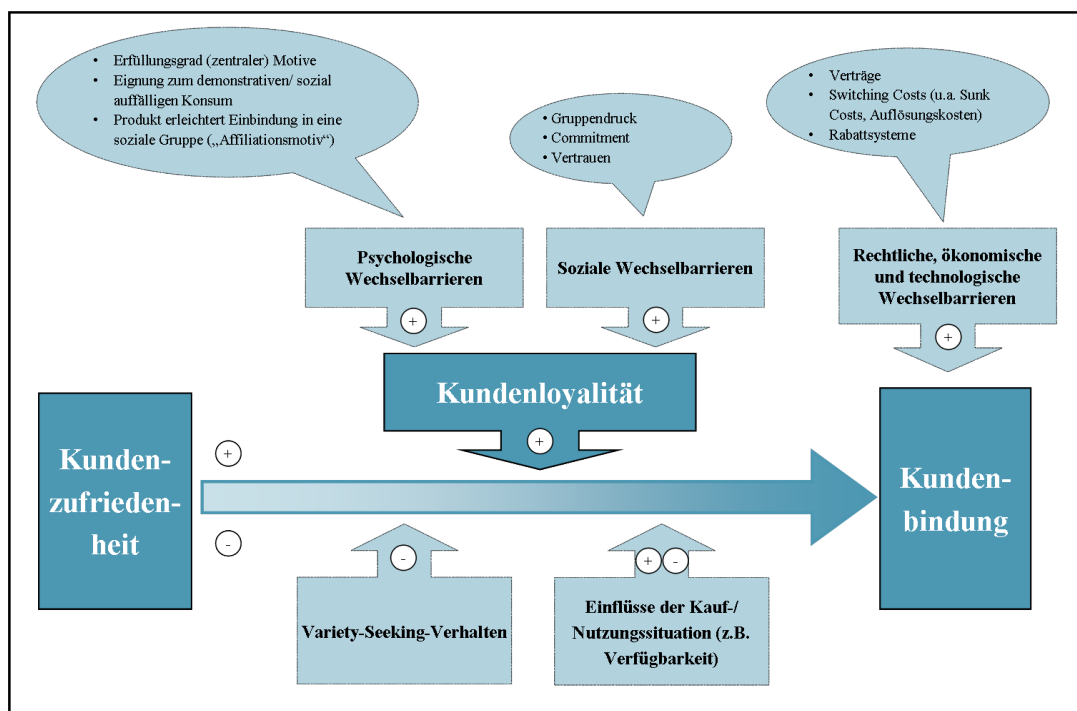 • Erfüllungsgrad (zentraler) Motive
• Eignung zum demonstrativen/ sozial
auffälligen Konsum
• Produkt erleichtert Einbindung in eine
soziale Gruppe („Affiliationsmotiv“)
• Gruppendruck
• Commitment
• Vertrauen
• Verträge
• Switching Costs (u.a. Sunk
Costs, Auflösungskosten)
• Rabattsysteme
Psychologische
Wechselbarrieren
+
Soziale Wechselbarrieren
+
Rechtliche, ökonomische
und technologische
Wechselbarrieren
+
Kundenloyalität
+
Kunden-
zufrieden-
heit
+
-
Kunden-
bindung
-
Variety-Seeking-Verhalten
+ -
Einflüsse der Kauf-/
Nutzungssituation (z.B.
Verfügbarkeit)